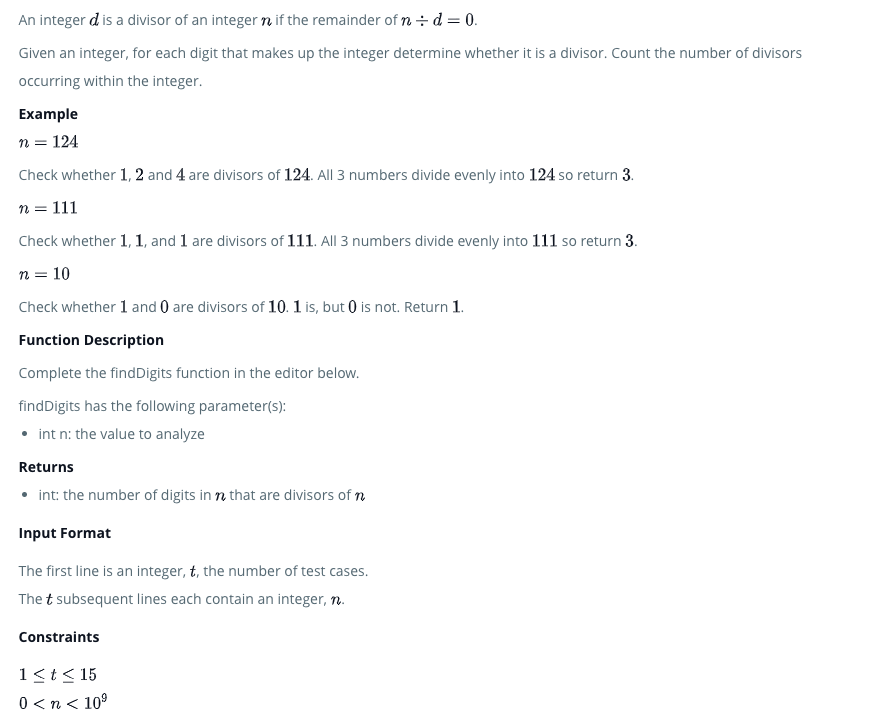 An integer d is a divisor of an integer n if the remainder of n ÷ d = 0.
Given an integer, for each digit that makes up the integer determine whether it is a divisor. Count the number of divisors
occurring within the integer.
Example
n = 124
Check whether 1, 2 and 4 are divisors of 124. All 3 numbers divide evenly into 124 so return 3.
n = 111
Check whether 1, 1, and 1 are divisors of 111. All 3 numbers divide evenly into 111 so return 3.
n = 10
Check whether 1 and 0 are divisors of 10. 1 is, but 0 is not. Return 1.
Function Description
Complete the findDigits function in the editor below.
findDigits has the following parameter(s):
• int n: the value to analyze
Returns
• int: the number of digits in n that are divisors of n
Input Format
The first line is an integer, t, the number of test cases.
The t subsequent lines each contain an integer, n.
Constraints
1 ≤ t ≤ 15
0 < n < 10⁹